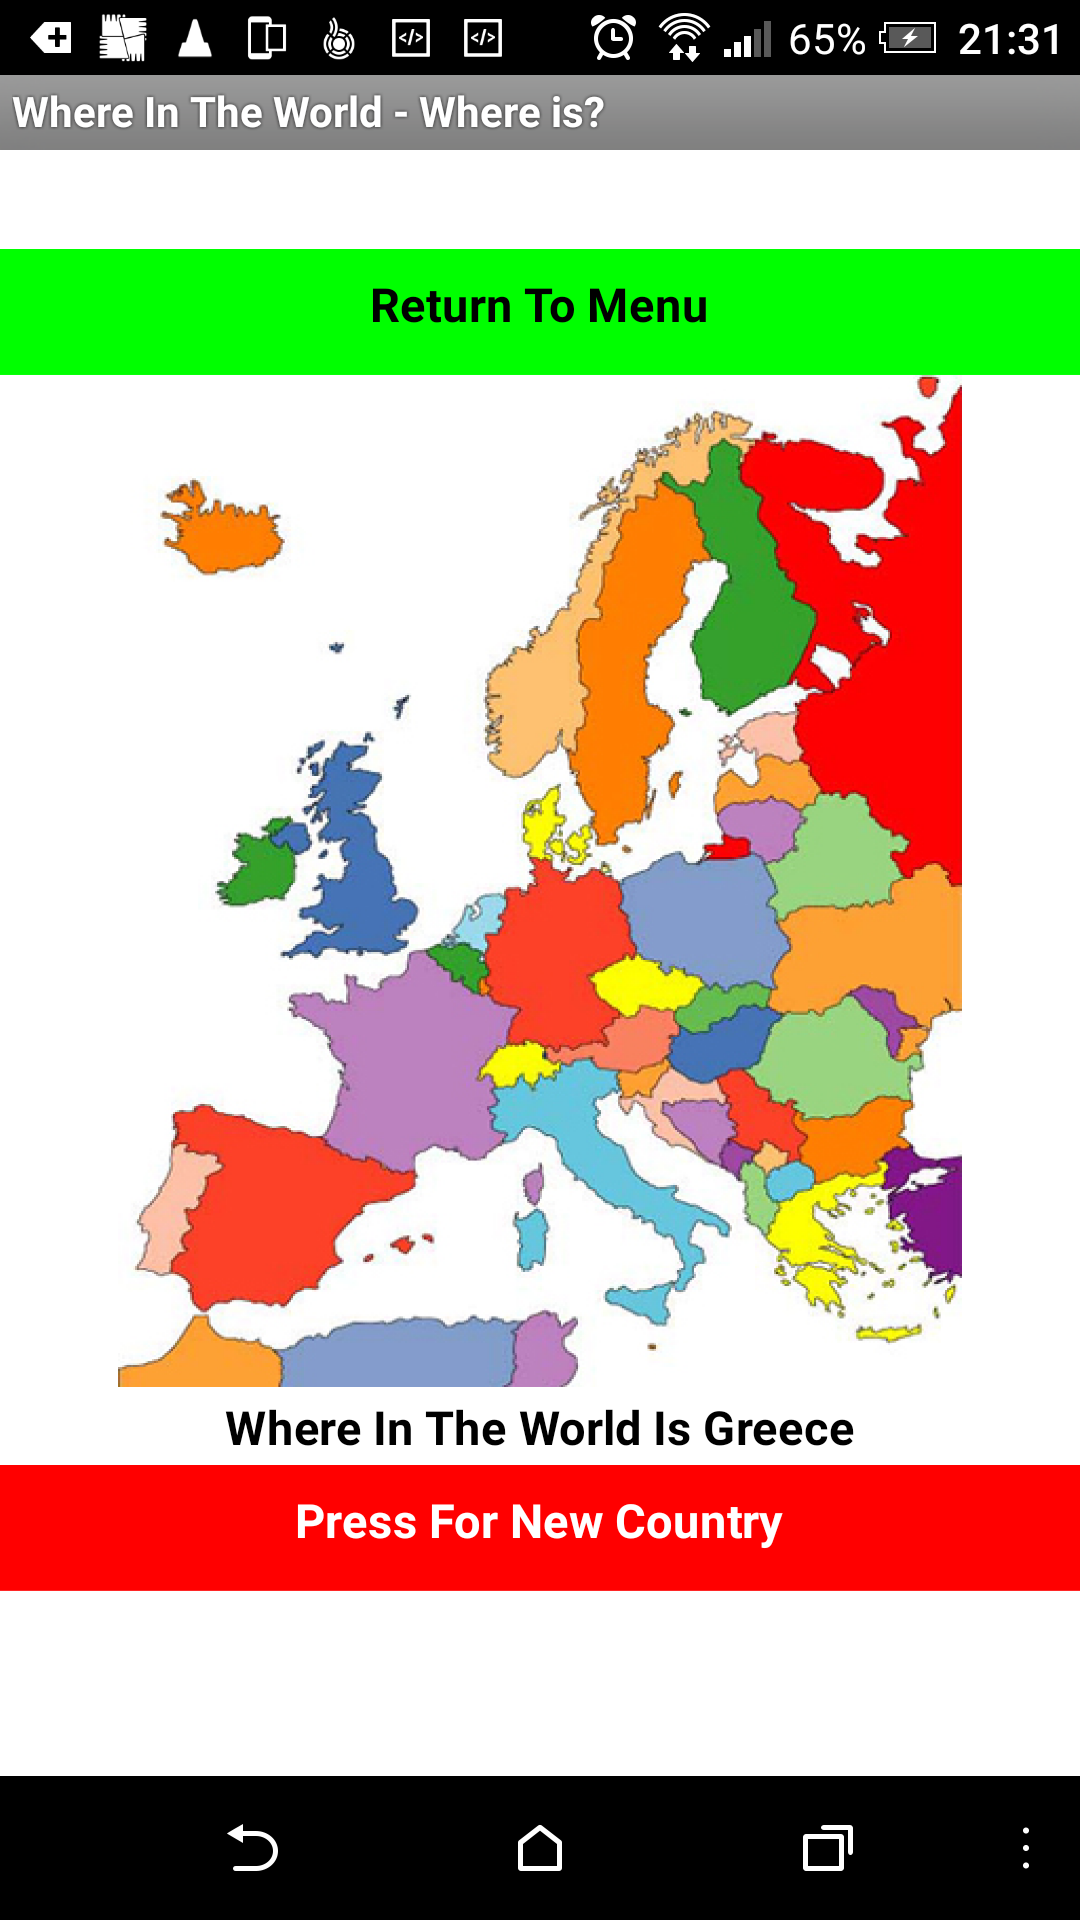 65% 21:31
Where In The World - Where is?
Return To Menu
Where In The World Is Greece
Press For New Country